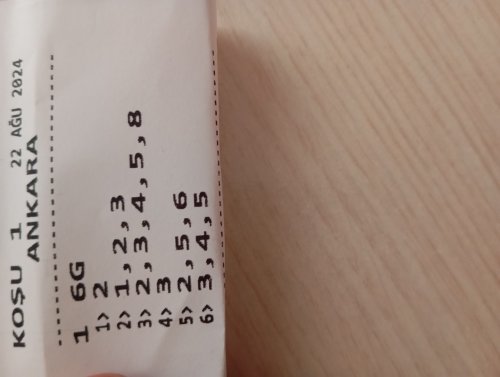 KOŞU 1 22 AĞU 2024
ANKARA
1 6G
1> 2
2> 1,2,3
3> 2,3,4,5,8
4> 3
5> 2,5,6
6> 3,4,5